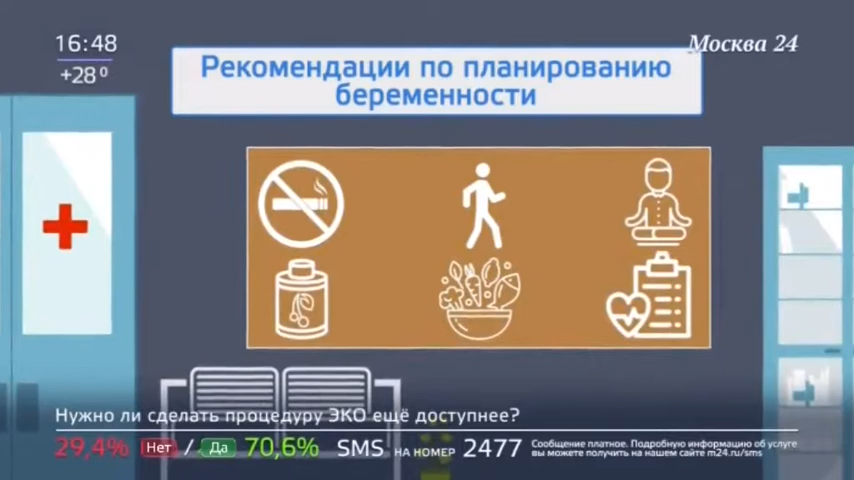 16:48
+28°
Москва 24
Рекомендации по планированию
беременности
Нужно ли сделать процедуру ЭКО ещё доступнее?
29,4% Нет / Да 70,6% SMS НА НОМЕР 2477
Сообщение платное. Подробную информацию об услуге
вы можете получить на нашем сайте m24.ru/sms